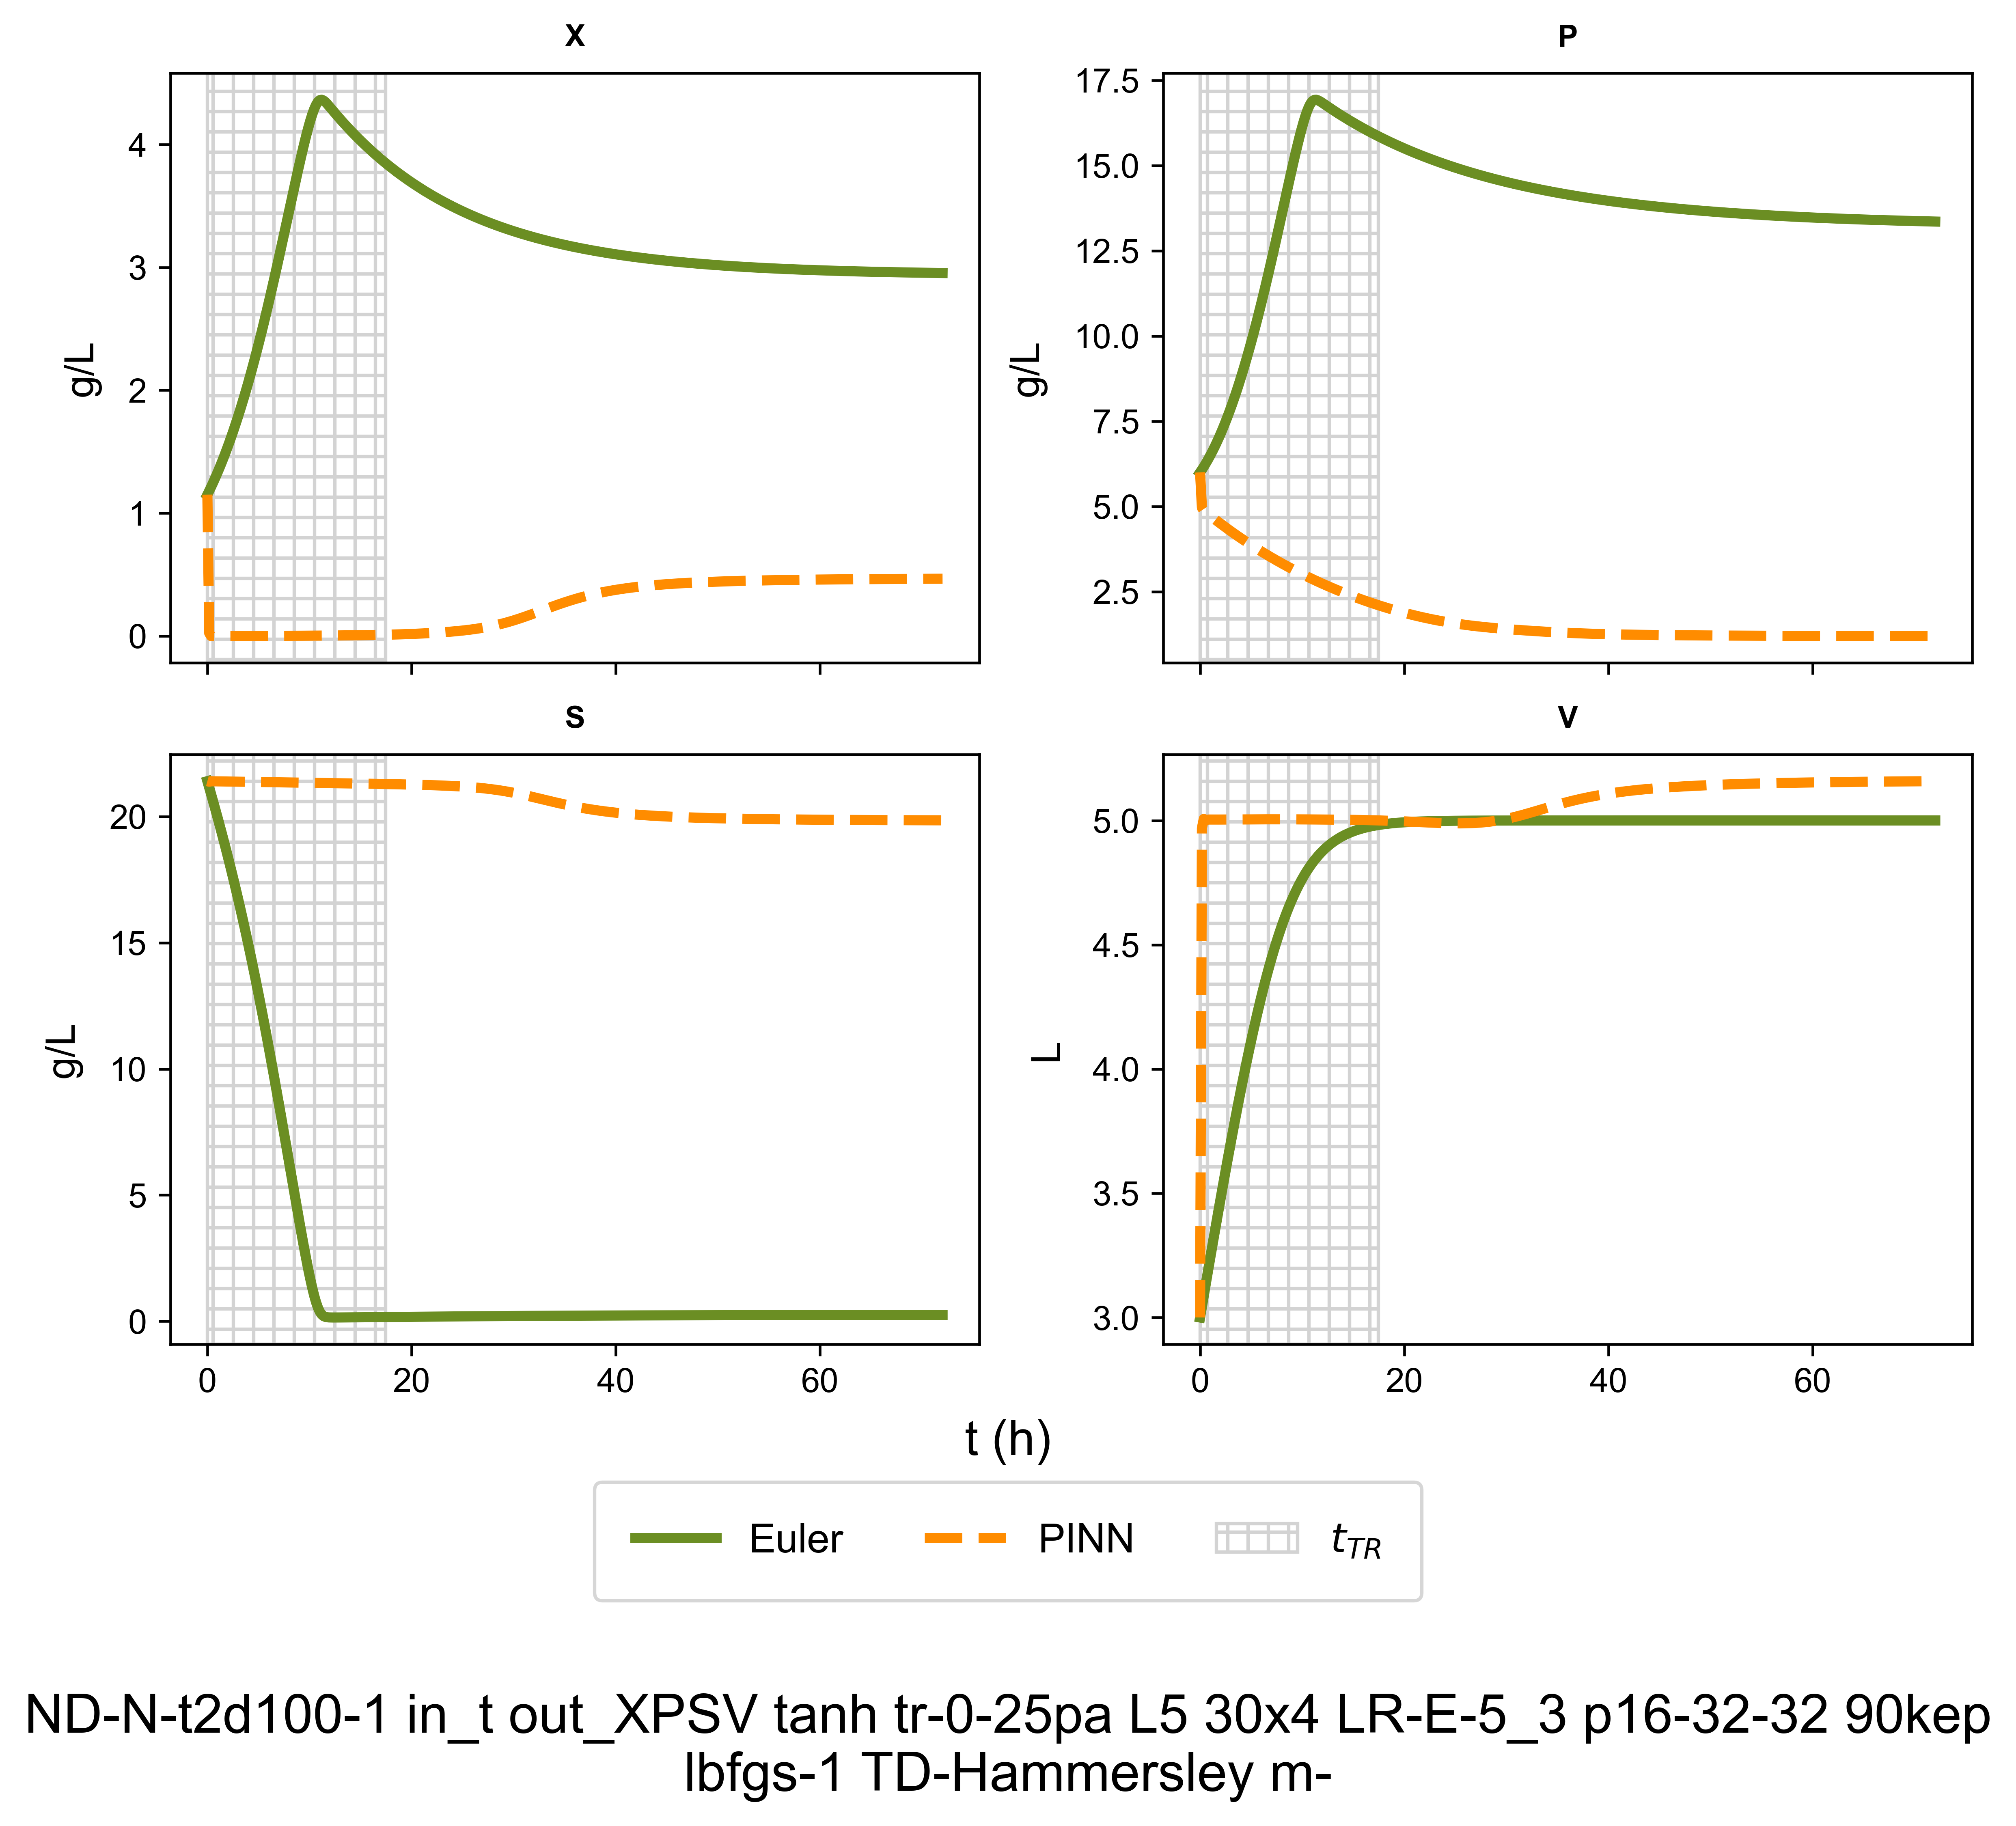 X
P
g/L
4
3
2
1
0
g/L
17.5
15.0
12.5
10.0
7.5
5.0
2.5
S
V
g/L
20
15
10
5
0
0
20
40
60
L
5.0
4.5
4.0
3.5
3.0
0
20
40
60
t (h)
Euler PINN t_TR
ND-N-t2d100-1 in_t out_XPSV tanh tr-0-25pa L5 30x4 LR-E-5_3 p16-32-32 90kep
lbfgs-1 TD-Hammersley m-